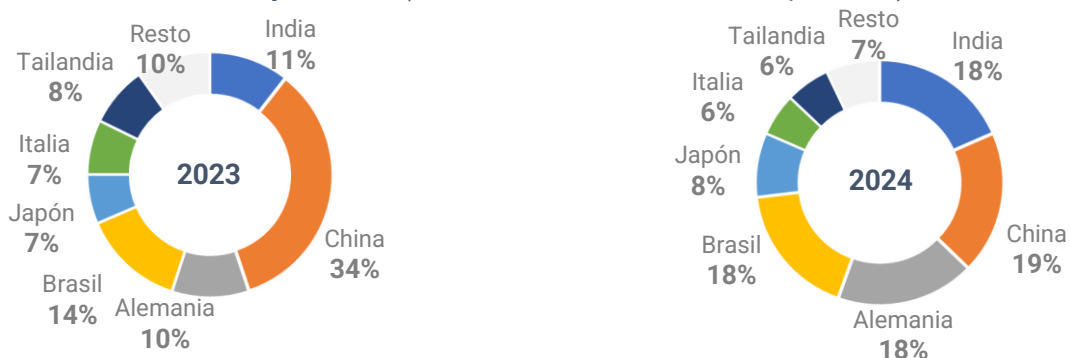 Resto
10%
India
11%
Tailandia
8%
Italia
7%
2023
Japón
7%
China
34%
Brasil
14%
Alemania
10%
Resto
7%
India
18%
Tailandia
6%
Italia
6%
Japón
8%
2024
China
19%
Brasil
18%
Alemania
18%